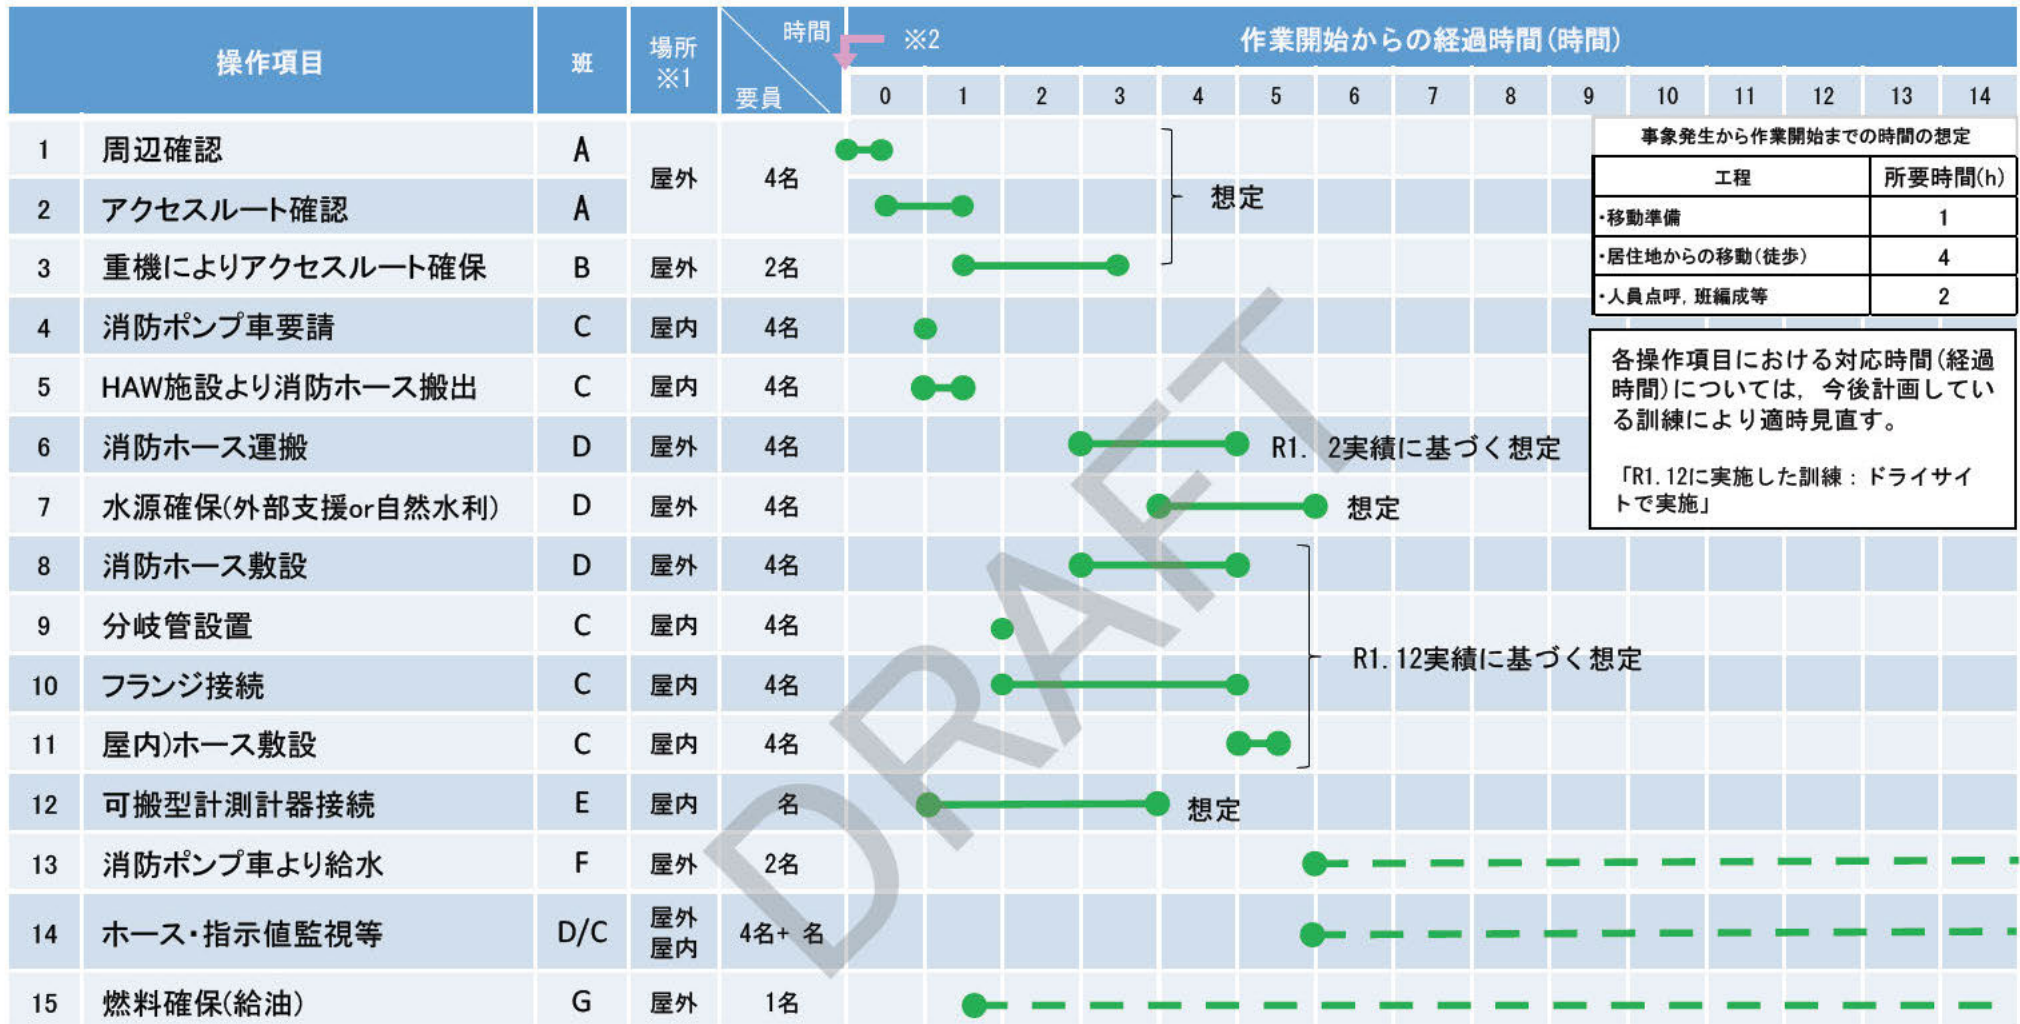 操作項目 班 場所 ※1 時間 要員 ※2 作業開始からの経過時間(時間)
0 1 2 3 4 5 6 7 8 9 10 11 12 13 14
1 周辺確認 A 屋外 4名
2 アクセスルート確認 A
想定
3 重機によりアクセスルート確保 B 屋外 2名
4 消防ポンプ車要請 C 屋内 4名
5 HAW施設より消防ホース搬出 C 屋内 4名
6 消防ホース運搬 D 屋外 4名 R1. 2実績に基づく想定
7 水源確保(外部支援or自然水利) D 屋外 4名 想定
8 消防ホース敷設 D 屋外 4名
9 分岐管設置 C 屋内 4名
R1.12実績に基づく想定
10 フランジ接続 C 屋内 4名
11 屋内)ホース敷設 C 屋内 4名
12 可搬型計測計器接続 E 屋内 名 想定
13 消防ポンプ車より給水 F 屋外 2名
14 ホース・指示値監視等 D/C 屋外 屋内 4名+ 名
15 燃料確保(給油) G 屋外 1名
事象発生から作業開始までの時間の想定
工程 所要時間(h)
・移動準備 1
・居住地からの移動(徒歩) 4
・人員点呼, 班編成等 2
各操作項目における対応時間(経過
時間)については, 今後計画してい
る訓練により適時見直す。
「R1.12に実施した訓練：ドライサイ
トで実施」
DRAFT